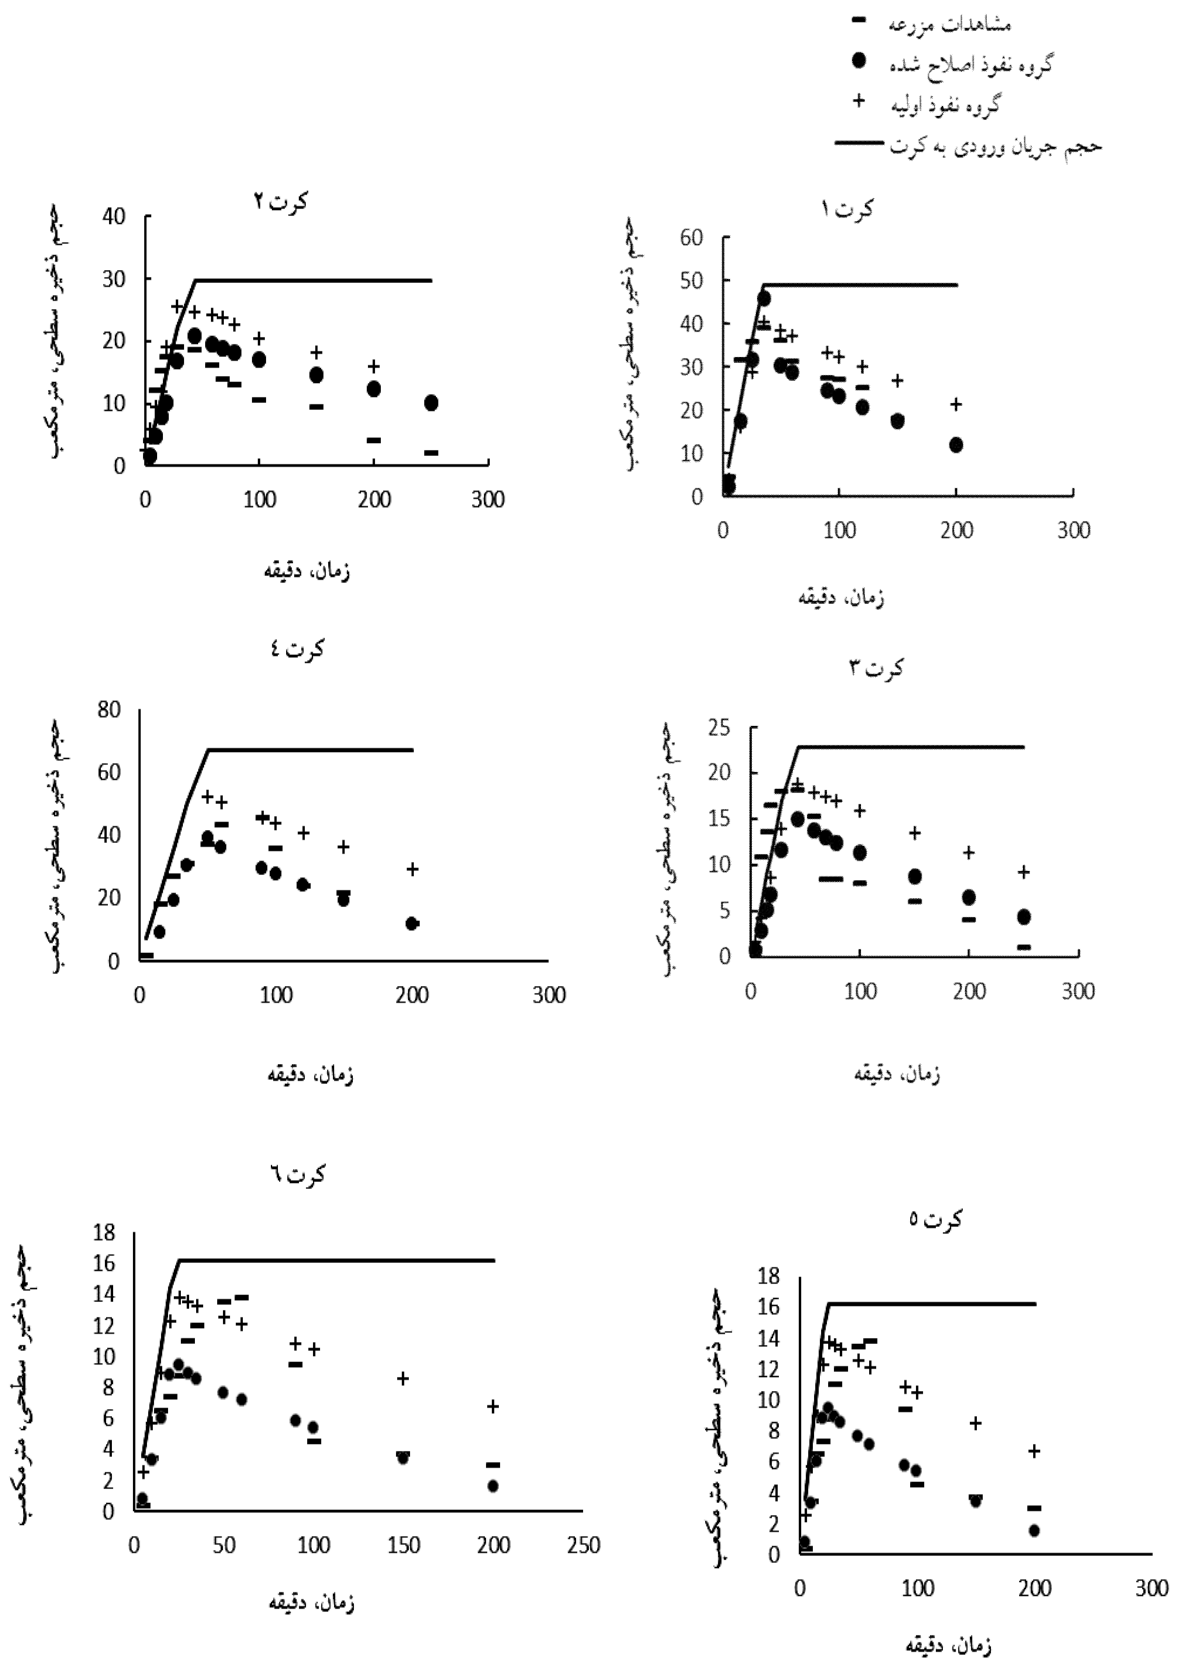 مشاهدات مزرعه
گروه نفوذ اصلاح شده
گروه نفوذ اولیه
حجم جریان ورودی به کرت
کرت ۱
حجم ذخیره سطحی، مترمکعب
60
50
40
30
20
10
0
0 100 200 300
زمان، دقیقه
کرت ۲
حجم ذخیره سطحی، مترمکعب
40
30
20
10
0
0 100 200 300
زمان، دقیقه
کرت ۳
حجم ذخیره سطحی، مترمکعب
25
20
15
10
5
0
0 100 200 300
زمان، دقیقه
کرت ٤
حجم ذخیره سطحی، مترمکعب
80
60
40
20
0
0 100 200 300
زمان، دقیقه
کرت ٥
حجم ذخیره سطحی، مترمکعب
18
16
14
12
10
8
6
4
2
0
0 100 200 300
زمان، دقیقه
کرت ٦
حجم ذخیره سطحی، مترمکعب
18
16
14
12
10
8
6
4
2
0
0 50 100 150 200 250
زمان، دقیقه